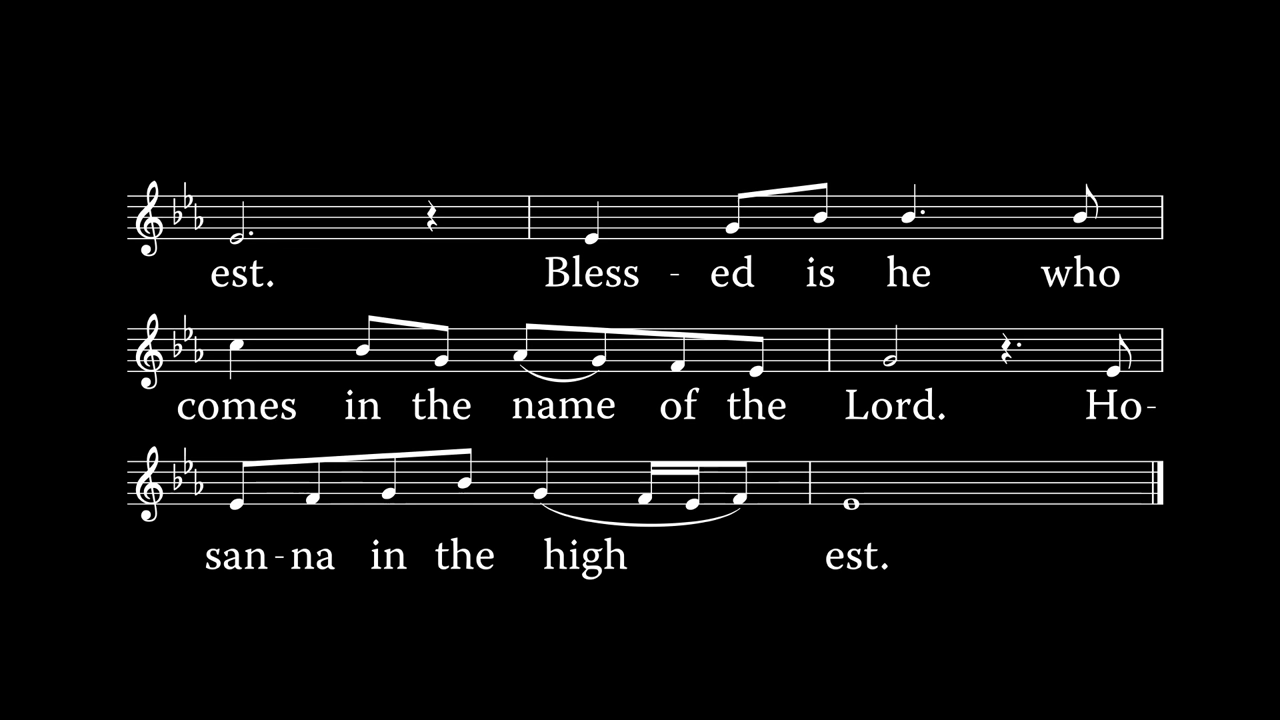 est. Bless - ed is he who
comes in the name of the Lord. Ho-
san-na in the high est.